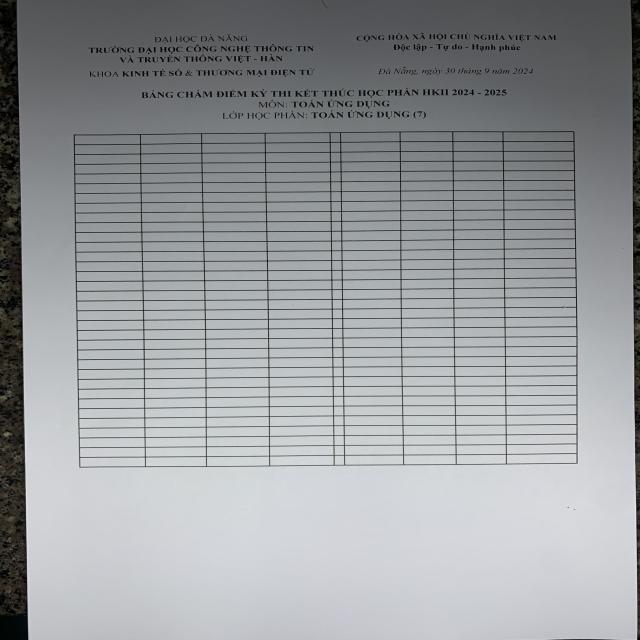 ĐẠI HỌC ĐÀ NẴNG
TRƯỜNG ĐẠI HỌC CÔNG NGHỆ THÔNG TIN
VÀ TRUYỀN THÔNG VIỆT - HÀN
KHOA KINH TẾ SỐ & THƯƠNG MẠI ĐIỆN TỬ
CỘNG HÒA XÃ HỘI CHỦ NGHĨA VIỆT NAM
Độc lập - Tự do - Hạnh phúc
Đà Nẵng, ngày 30 tháng 9 năm 2024
BẢNG CHẤM ĐIỂM KỲ THI KẾT THÚC HỌC PHẦN HKII 2024 - 2025
MÔN: TOÁN ỨNG DỤNG
LỚP HỌC PHẦN: TOÁN ỨNG DỤNG (7)